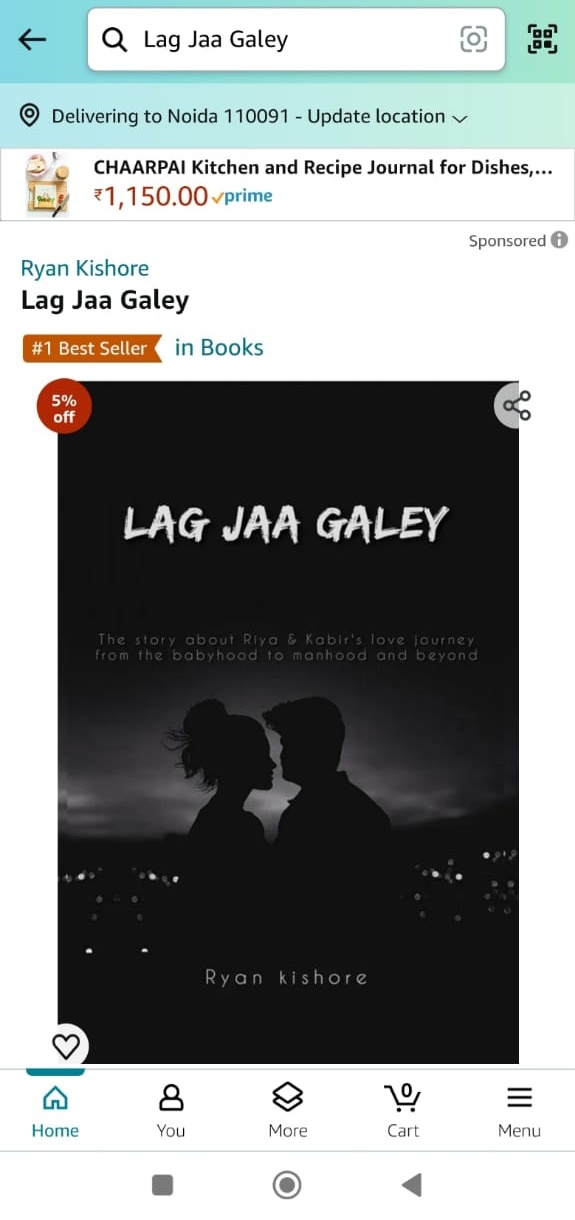 Lag Jaa Galey
Delivering to Noida 110091 - Update location
CHAARPAI Kitchen and Recipe Journal for Dishes,...
₹1,150.00 prime
Sponsored
Ryan Kishore
Lag Jaa Galey
#1 Best Seller in Books
5%
off
LAG JAA GALEY
The story about Riya & Kabir's love journey
from the babyhood to manhood and beyond
Ryan kishore
0
Home You More Cart Menu